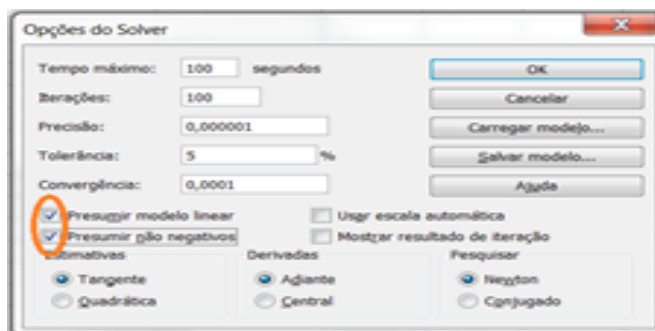 Opções do Solver
Tempo máximo: 100 segundos OK
Iterações: 100 Cancelar
Precisão: 0,000001 Carregar modelo...
Tolerância: 5 % Salvar modelo...
Convergência: 0,0001 Ajuda
Presumir modelo linear Usar escala automática
Presumir não negativos Mostrar resultado de iteração
Estimativas Derivadas Pesquisar
Tangente Adiante Newton
Quadrática Central Conjugado